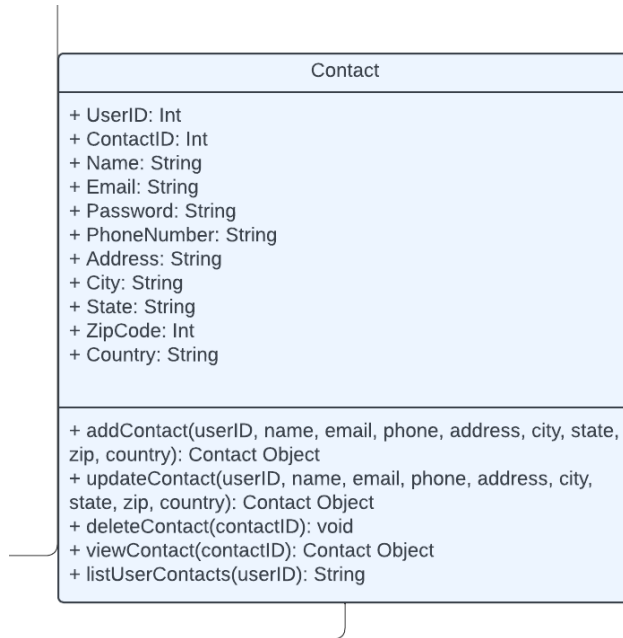 Contact
+ UserID: Int
+ ContactID: Int
+ Name: String
+ Email: String
+ Password: String
+ PhoneNumber: String
+ Address: String
+ City: String
+ State: String
+ ZipCode: Int
+ Country: String
+ addContact(userID, name, email, phone, address, city, state,
zip, country): Contact Object
+ updateContact(userID, name, email, phone, address, city,
state, zip, country): Contact Object
+ deleteContact(contactID): void
+ viewContact(contactID): Contact Object
+ listUserContacts(userID): String